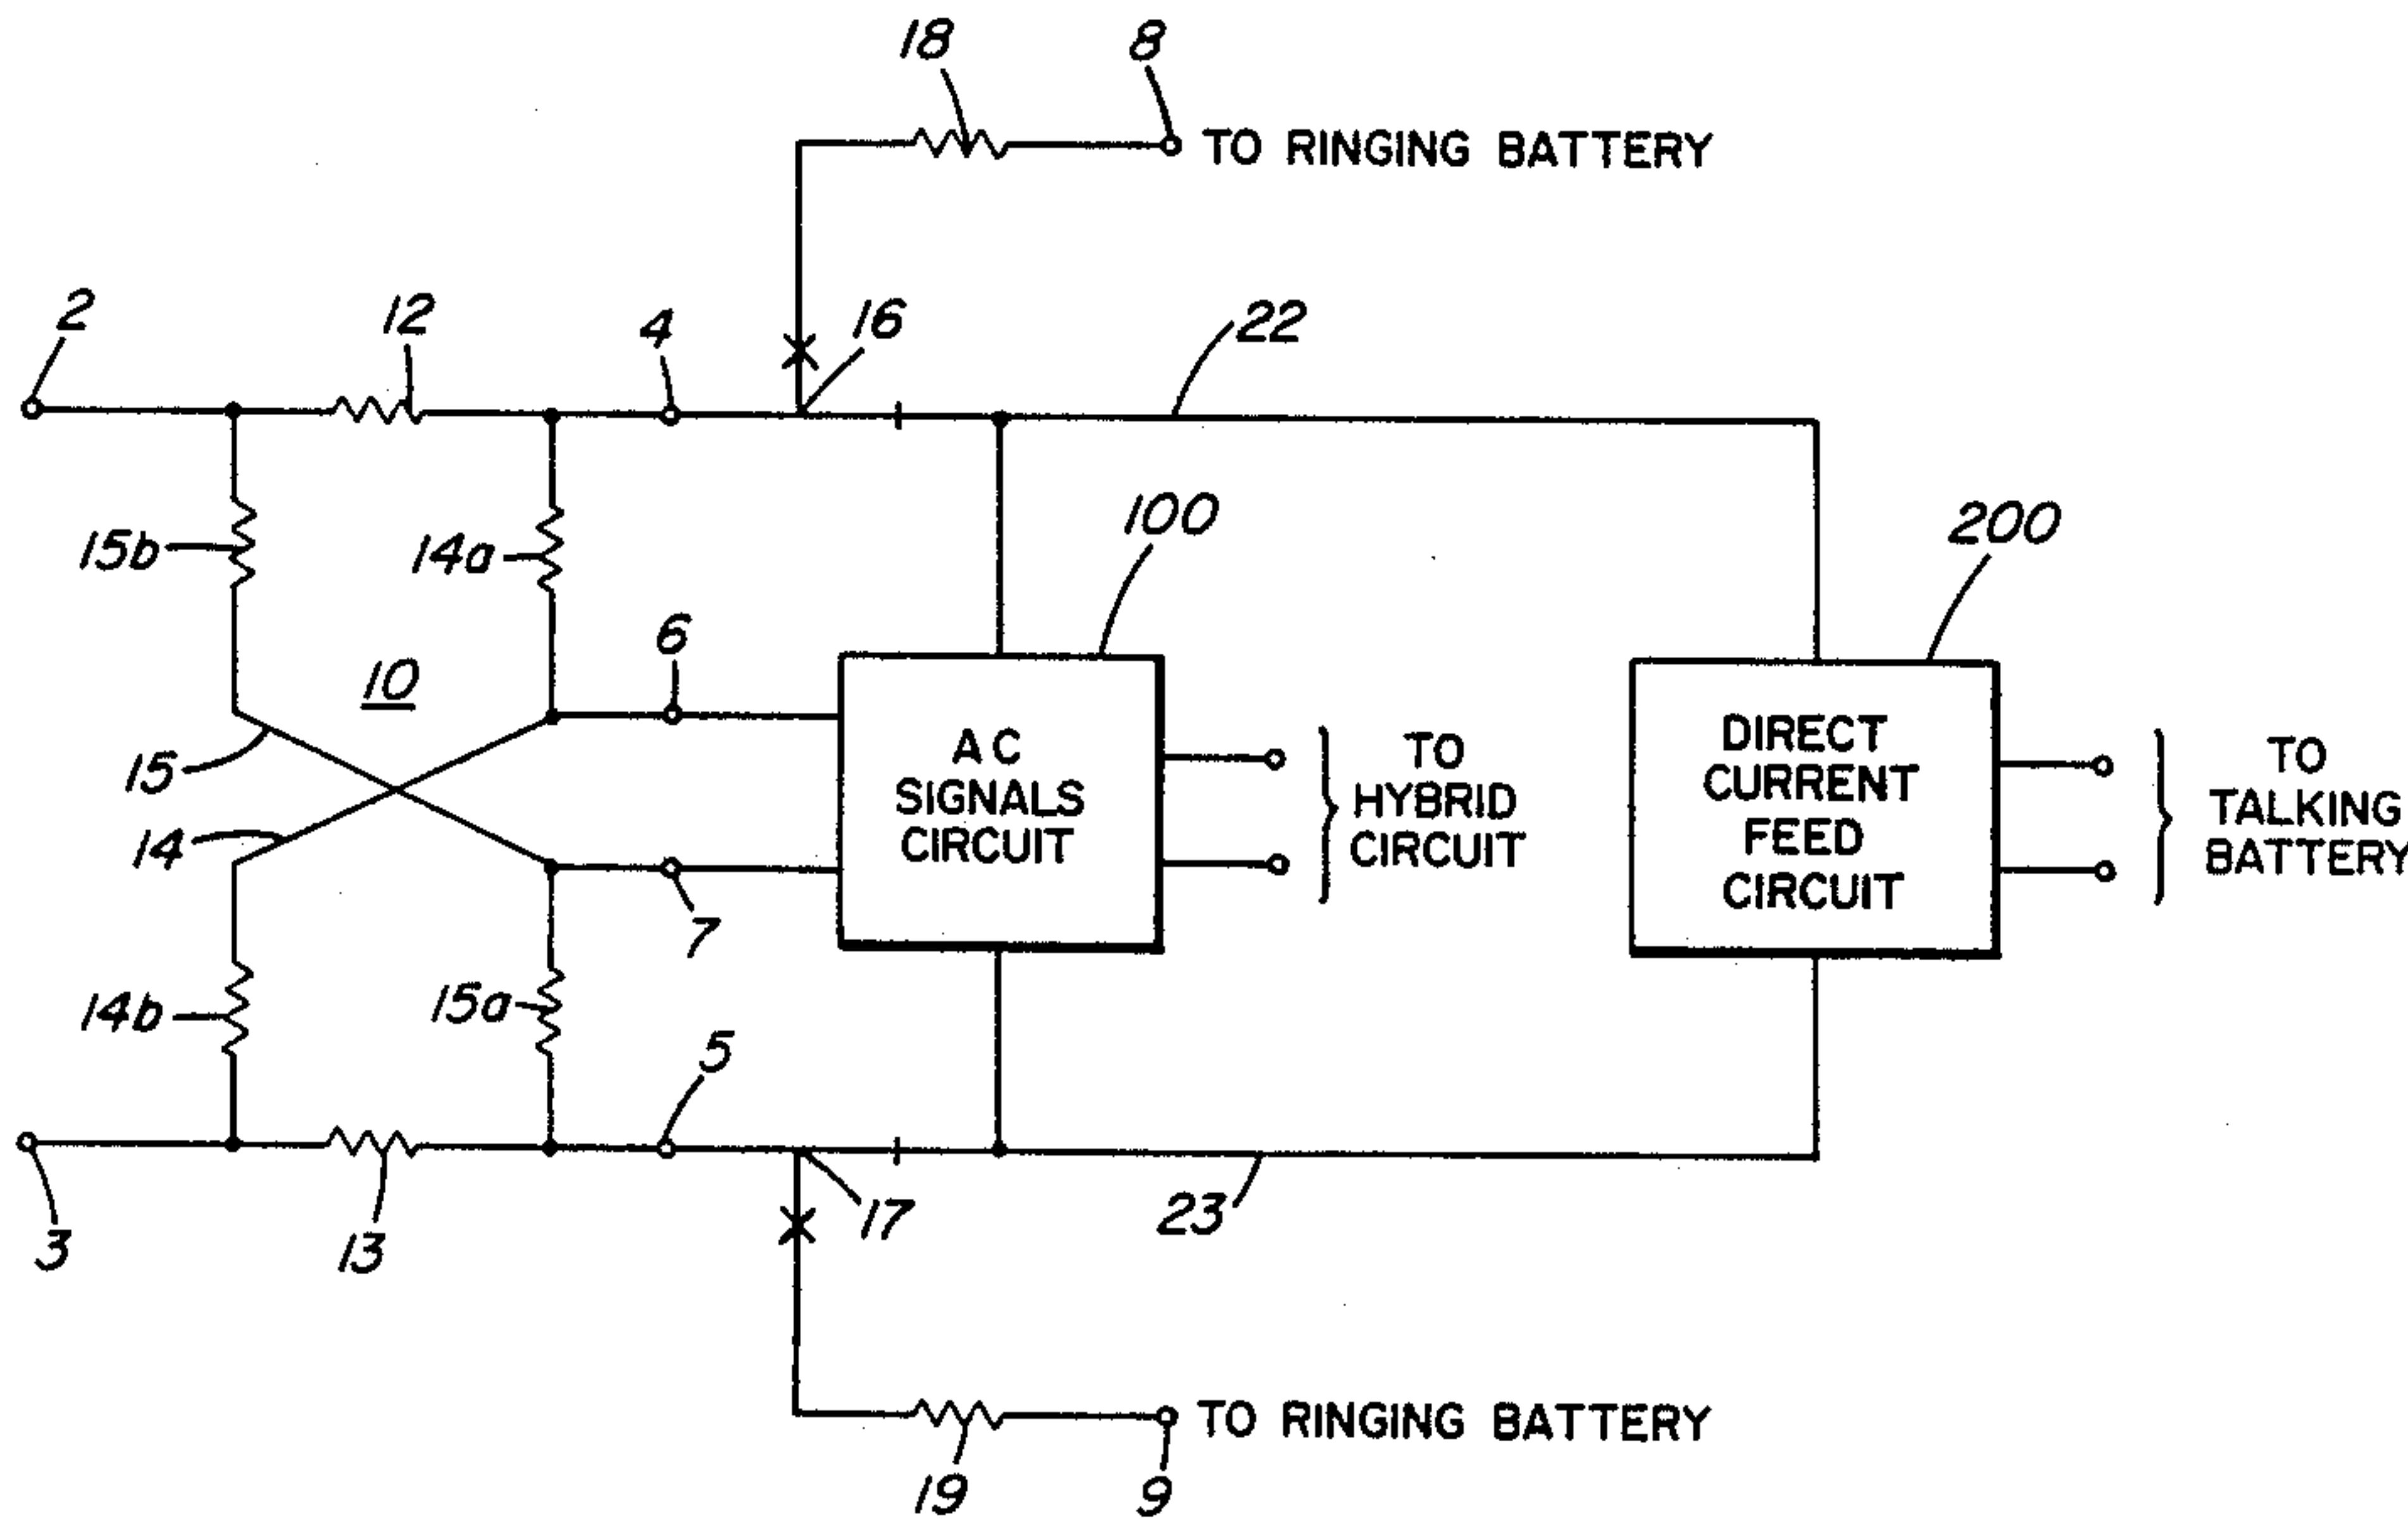 18
8
TO RINGING BATTERY
2
12
4
16
22
15b
14a
100
200
6
10
AC
SIGNALS
CIRCUIT
TO
HYBRID
CIRCUIT
DIRECT
CURRENT
FEED
CIRCUIT
TO
TALKING
BATTERY
15
14
7
14b
15a
5
3
13
17
23
TO RINGING BATTERY
19
9